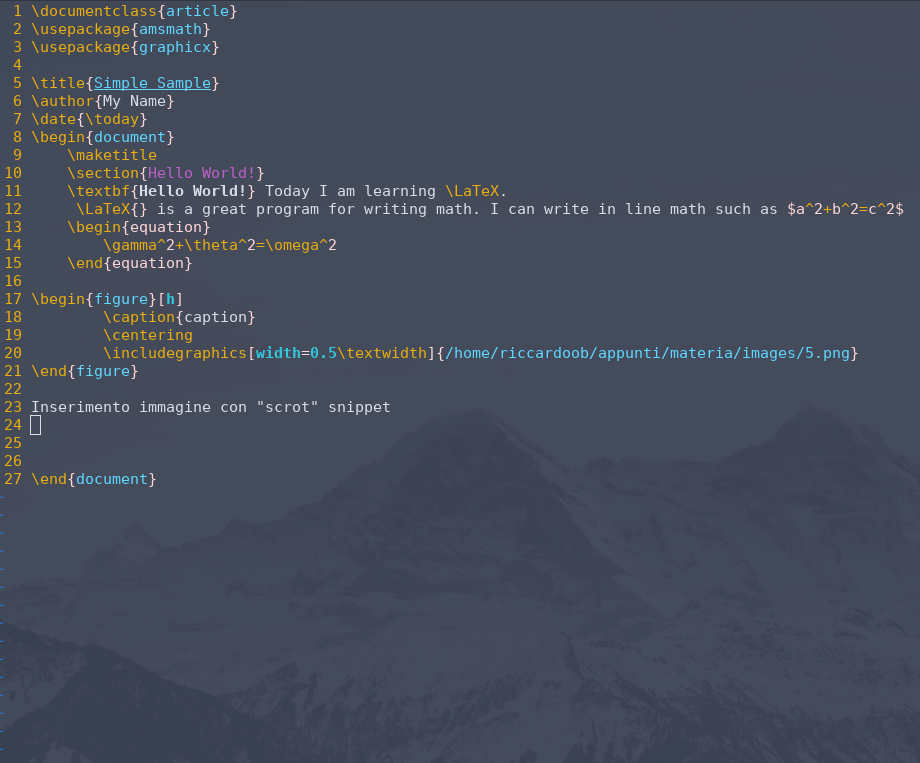 1 \documentclass{article}
2 \usepackage{amsmath}
3 \usepackage{graphicx}
4
5 \title{Simple Sample}
6 \author{My Name}
7 \date{\today}
8 \begin{document}
9     \maketitle
10     \section{Hello World!}
11     \textbf{Hello World!} Today I am learning \LaTeX.
12      \LaTeX{} is a great program for writing math. I can write in line math such as $a^2+b^2=c^2$
13     \begin{equation}
14         \gamma^2+\theta^2=\omega^2
15     \end{equation}
16
17 \begin{figure}[h]
18         \caption{caption}
19         \centering
20         \includegraphics[width=0.5\textwidth]{/home/riccardoob/appunti/materia/images/5.png}
21 \end{figure}
22
23 Inserimento immagine con "scrot" snippet
24
25
26
27 \end{document}